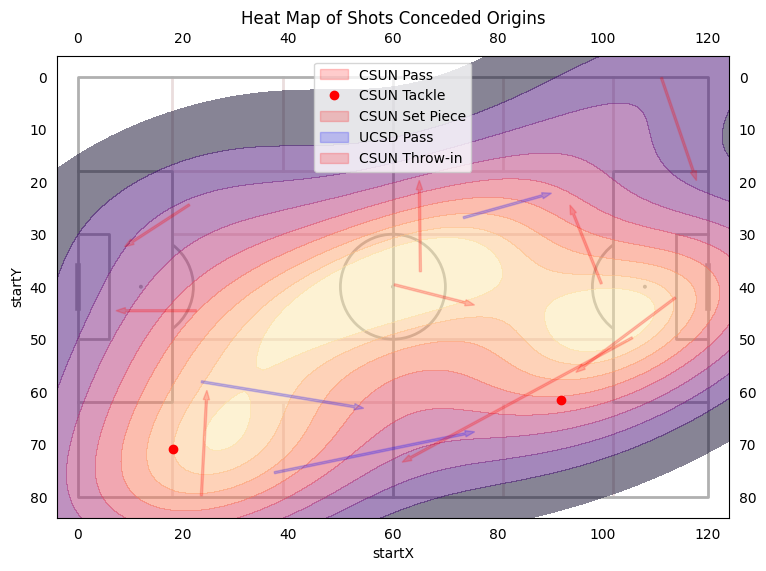 Heat Map of Shots Conceded Origins
0 20 40 60 80 100 120
CSUN Pass
CSUN Tackle
CSUN Set Piece
UCSD Pass
CSUN Throw-in
startY
0 0
10 10
20 20
30 30
40 40
50 50
60 60
70 70
80 80
0 20 40 60 80 100 120
startX